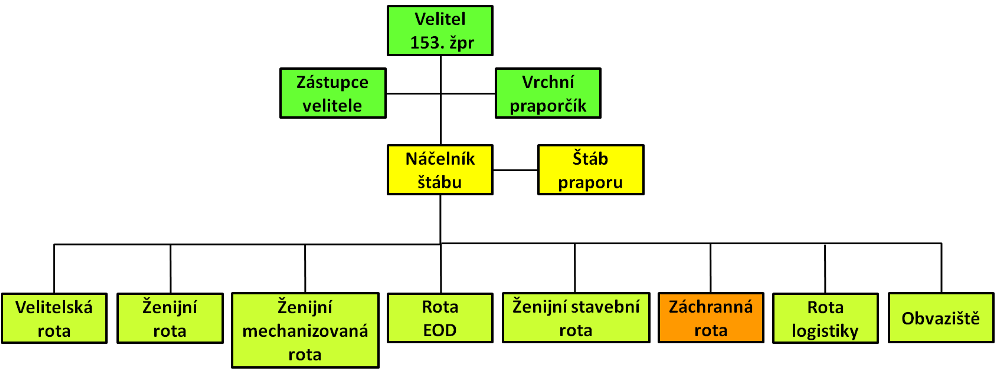 Velitel
153. žpr
Zástupce
velitele
Vrchní
praporčík
Náčelník
štábu
Štáb
praporu
Velitelská
rota
Ženijní
rota
Ženijní
mechanizovaná
rota
Rota
EOD
Ženijní stavební
rota
Záchranná
rota
Rota
logistiky
Obvaziště